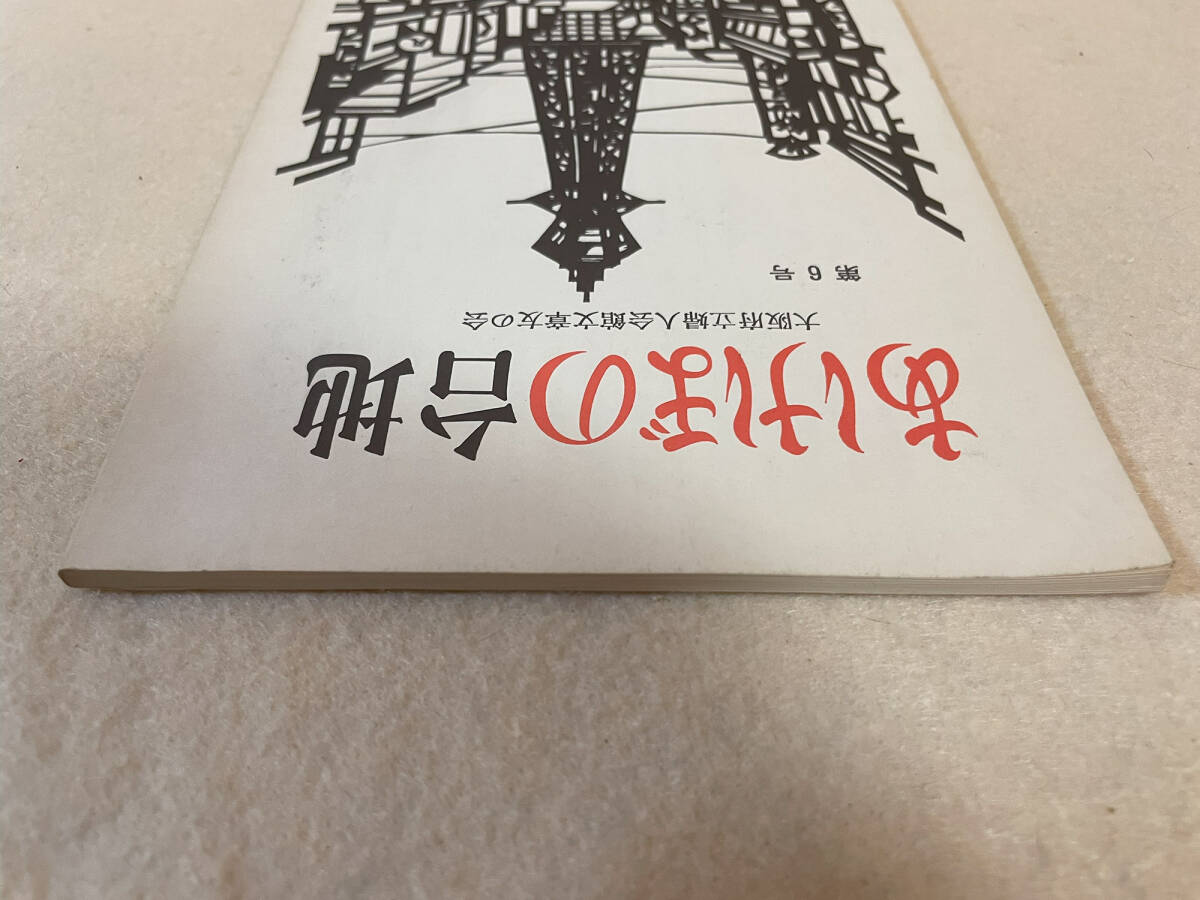 あけぼの台地
大阪府立婦人会館文章友の会
第6号